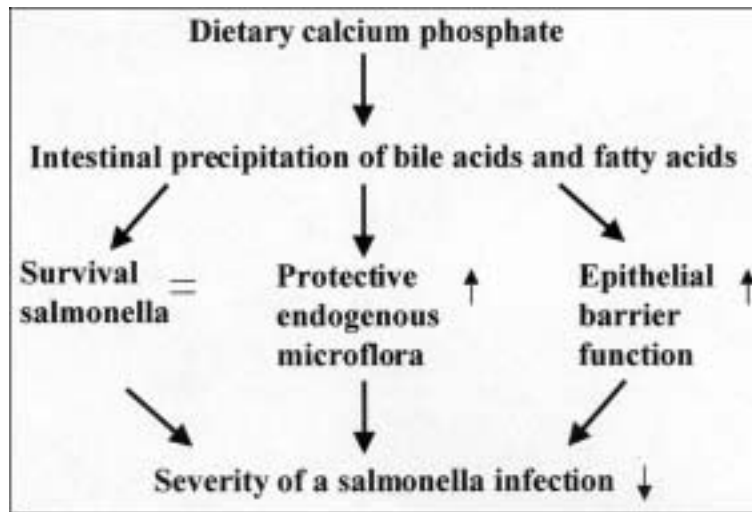 Dietary calcium phosphate
Intestinal precipitation of bile acids and fatty acids
Survival
salmonella =
Protective ↑
endogenous
microflora
Epithelial ↑
barrier
function
Severity of a salmonella infection ↓